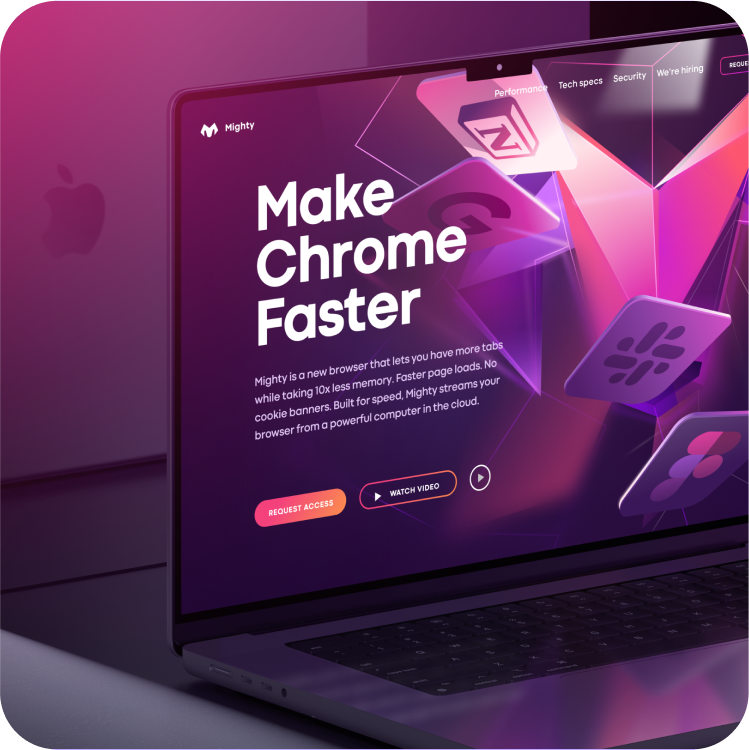 Performance Tech specs Security We're hiring
Mighty
Make
Chrome
Faster
Mighty is a new browser that lets you have more tabs
while taking 10x less memory. Faster page loads. No
cookie banners. Built for speed, Mighty streams your
browser from a powerful computer in the cloud.
REQUEST ACCESS
WATCH VIDEO